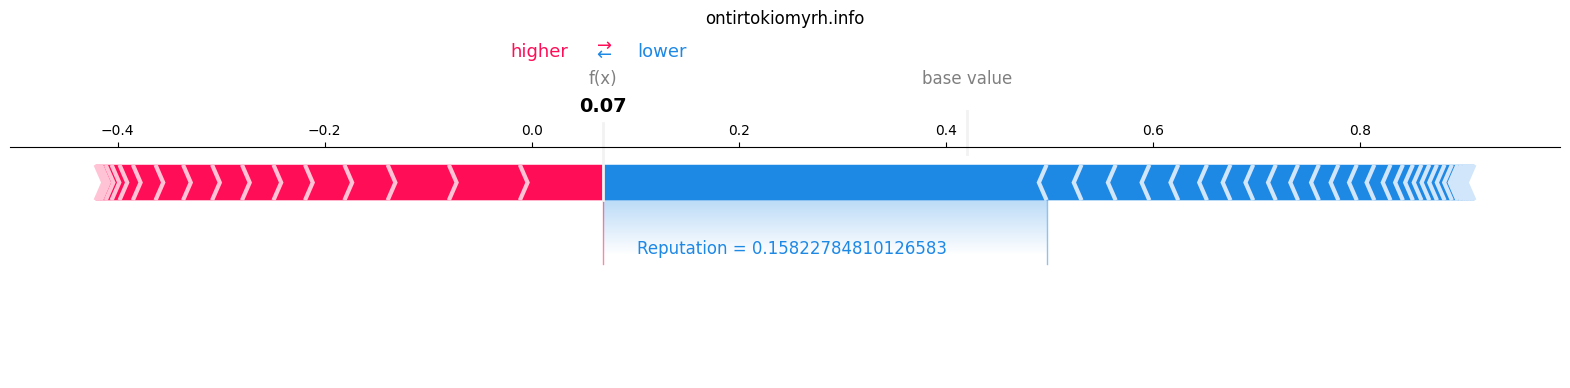 ontirtokiomyrh.info
higher ⇄ lower
f(x) base value
0.07
−0.4 −0.2 0.0 0.2 0.4 0.6 0.8
Reputation = 0.15822784810126583